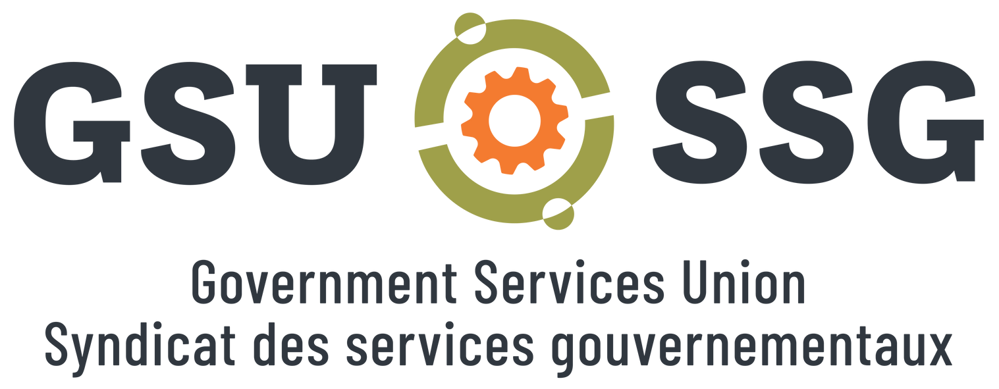 GSU SSG
Government Services Union
Syndicat des services gouvernementaux